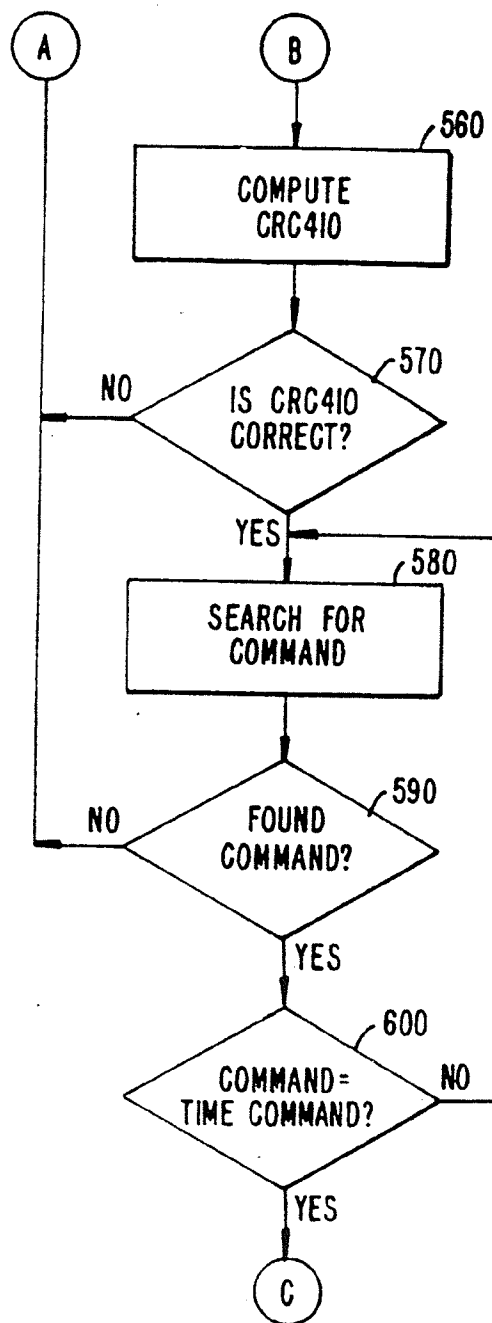 A
B
560
COMPUTE
CRC410
570
NO
IS CRC410
CORRECT?
YES
580
SEARCH FOR
COMMAND
590
NO
FOUND
COMMAND?
YES
600
COMMAND=
TIME COMMAND?
NO
YES
C